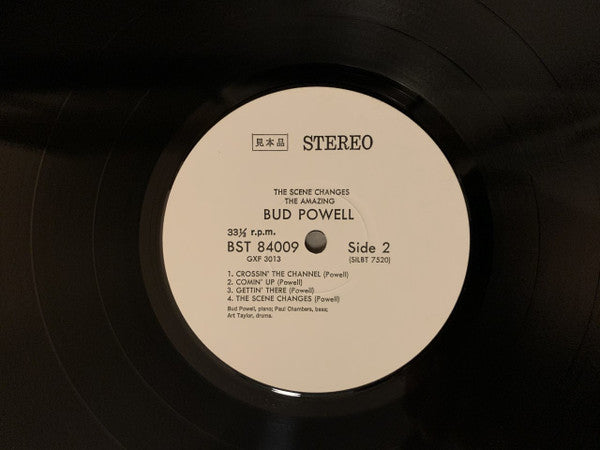 見本品 STEREO
THE SCENE CHANGES
THE AMAZING
BUD POWELL
33⅓ r.p.m.
BST 84009 Side 2
GXF 3013 (SILBT 7520)
1. CROSSIN' THE CHANNEL (Powell)
2. COMIN' UP (Powell)
3. GETTIN' THERE (Powell)
4. THE SCENE CHANGES (Powell)
Bud Powell, piano; Paul Chambers, bass;
Art Taylor, drums.